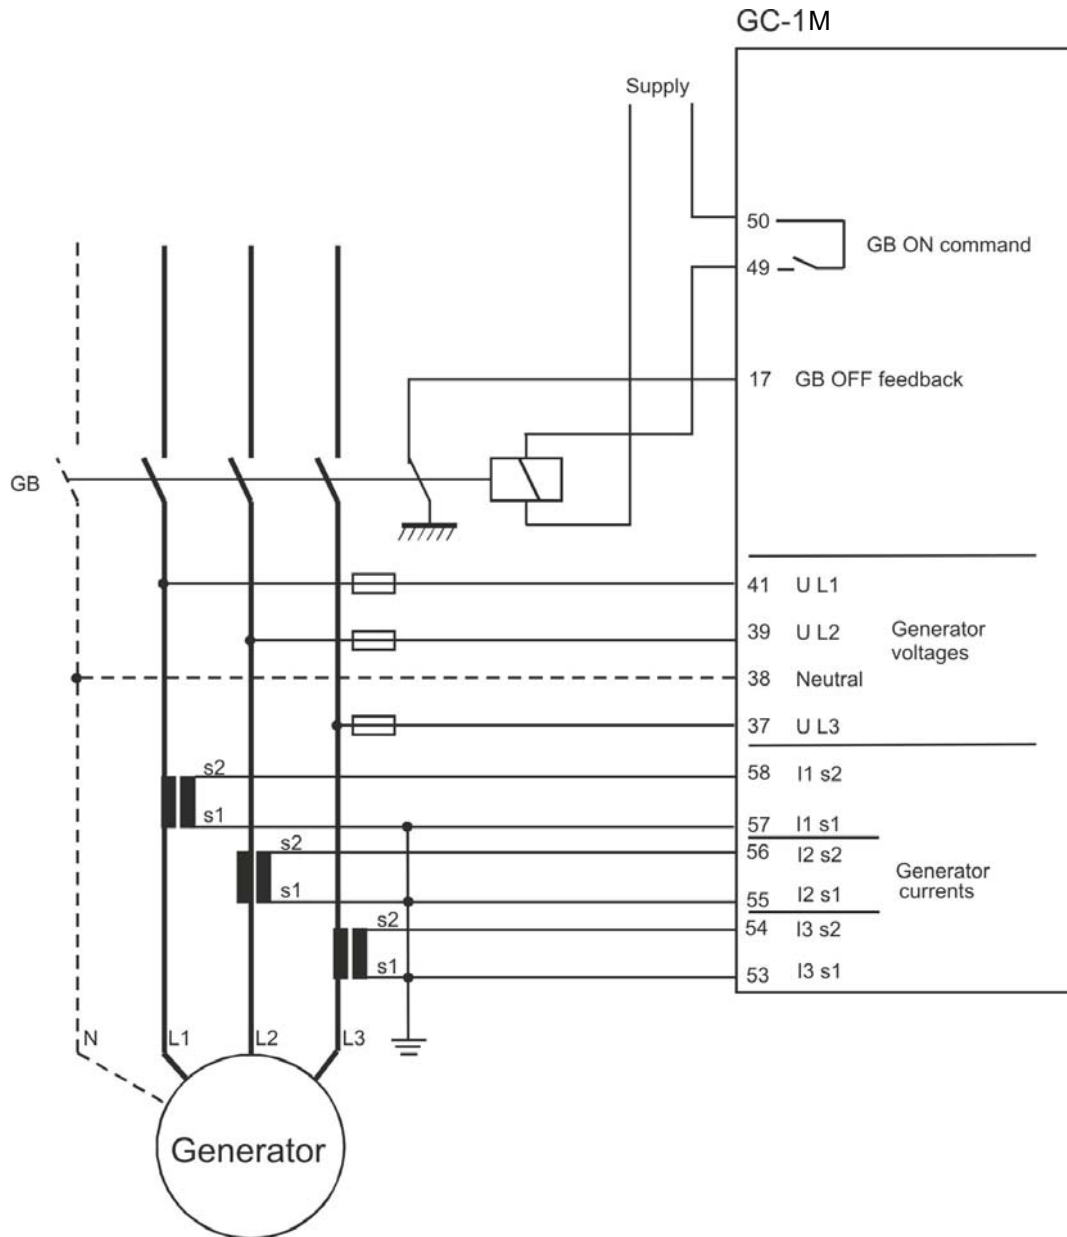 GC-1M
Supply
50
GB ON command
49
17 GB OFF feedback
GB
41 U L1
39 U L2
Generator
voltages
38 Neutral
37 U L3
s2
58 I1 s2
s1
57 I1 s1
s2
56 I2 s2
Generator
currents
s1
55 I2 s1
s2
54 I3 s2
s1
53 I3 s1
N
L1
L2
L3
Generator